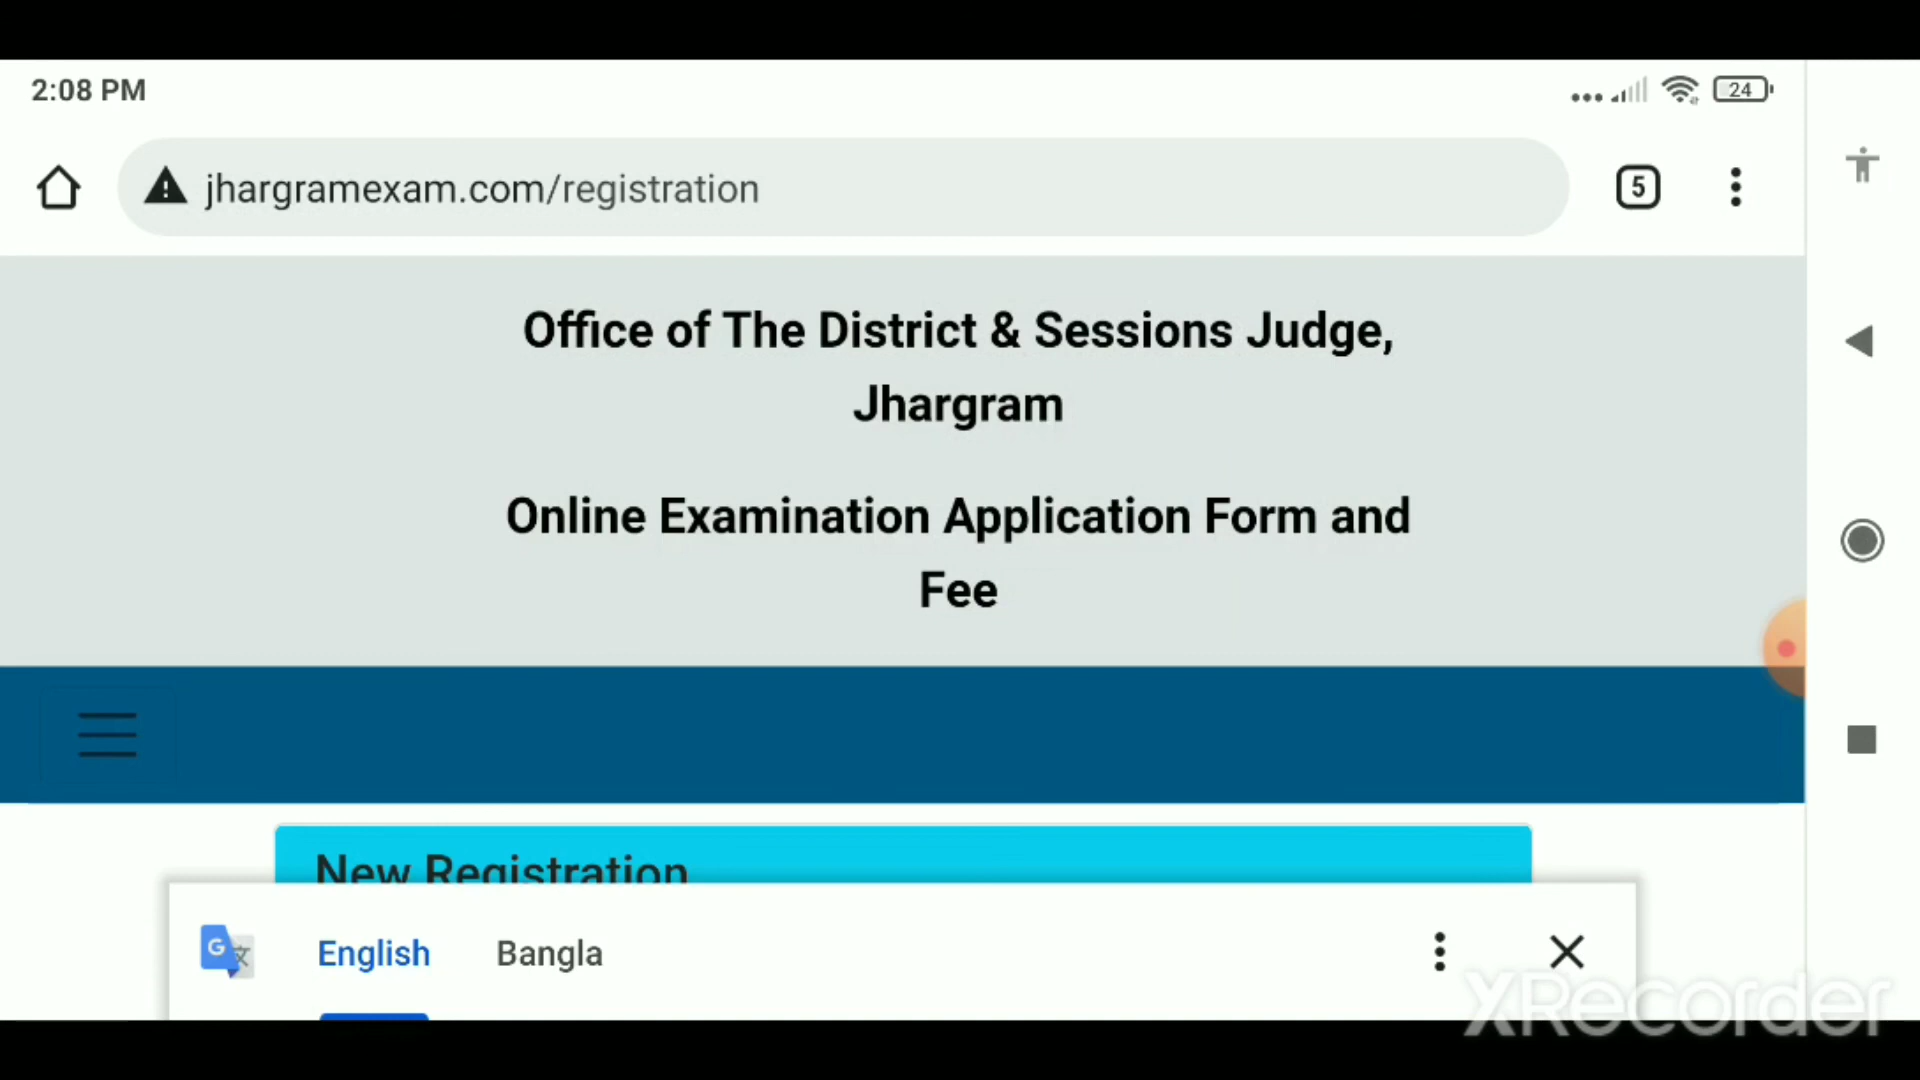 2:08 PM
24
jhargramexam.com/registration
5
Office of The District & Sessions Judge,
Jhargram
Online Examination Application Form and
Fee
New Registration
English Bangla
XRecorder